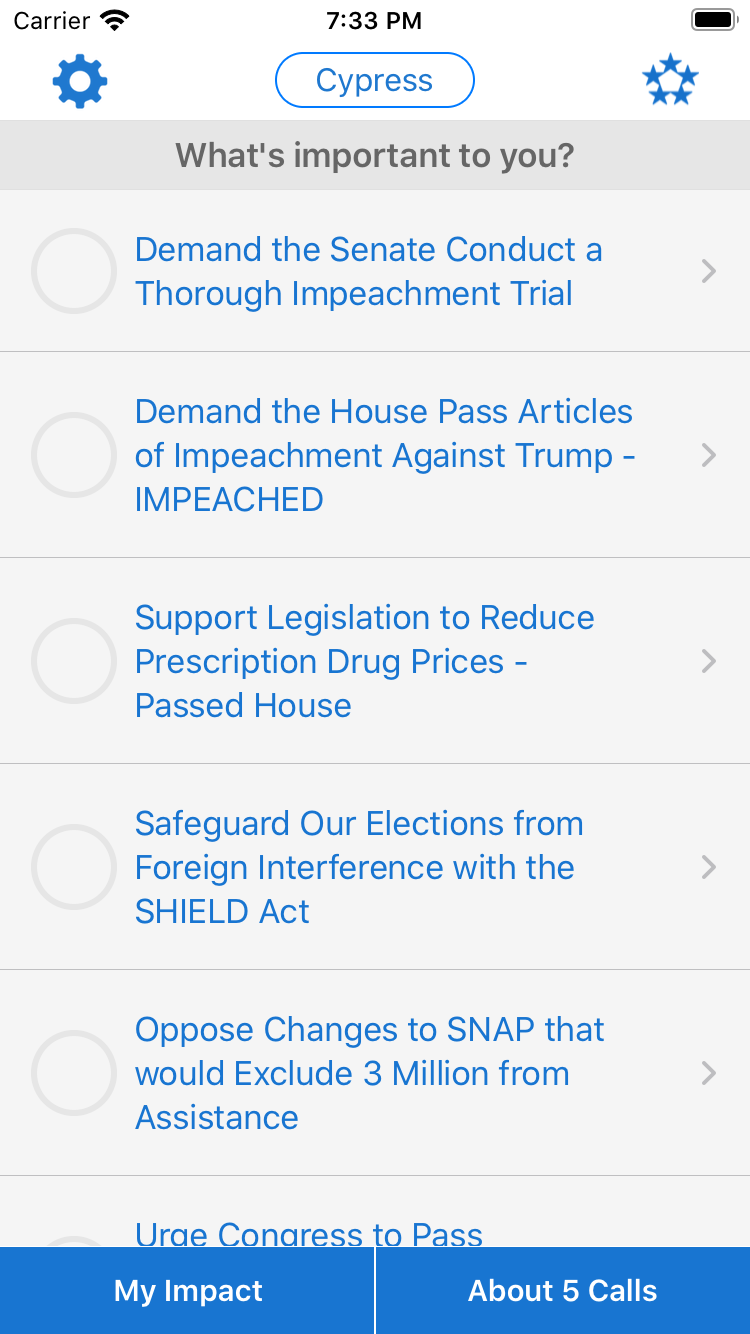 Carrier 7:33 PM
Cypress
What's important to you?
Demand the Senate Conduct a
Thorough Impeachment Trial
Demand the House Pass Articles
of Impeachment Against Trump -
IMPEACHED
Support Legislation to Reduce
Prescription Drug Prices -
Passed House
Safeguard Our Elections from
Foreign Interference with the
SHIELD Act
Oppose Changes to SNAP that
would Exclude 3 Million from
Assistance
Urge Congress to Pass
My Impact About 5 Calls